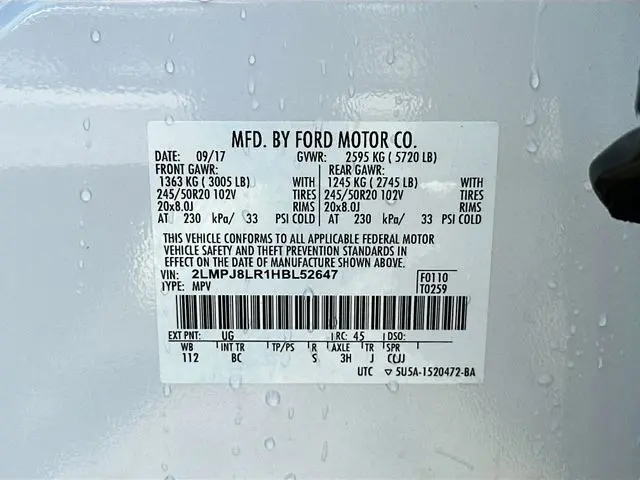 MFD. BY FORD MOTOR CO.
DATE: 09/17 GVWR: 2595 KG ( 5720 LB)
FRONT GAWR: REAR GAWR:
1363 KG ( 3005 LB) WITH 1245 KG ( 2745 LB) WITH
245/50R20 102V TIRES 245/50R20 102V TIRES
20x8.0J RIMS 20x8.0J RIMS
AT 230 kPa/ 33 PSI COLD AT 230 kPa/ 33 PSI COLD
THIS VEHICLE CONFORMS TO ALL APPLICABLE FEDERAL MOTOR
VEHICLE SAFETY AND THEFT PREVENTION STANDARDS IN
EFFECT ON THE DATE OF MANUFACTURE SHOWN ABOVE.
VIN: 2LMPJ8LR1HBL52647 F0110
TYPE: MPV T0259
EXT PNT: UG RC: 45 DSO:
WB INT TR TP/PS R AXLE TR SPR
112 BC S 3H J
UTC ▽ 5U5A-1520472-BA